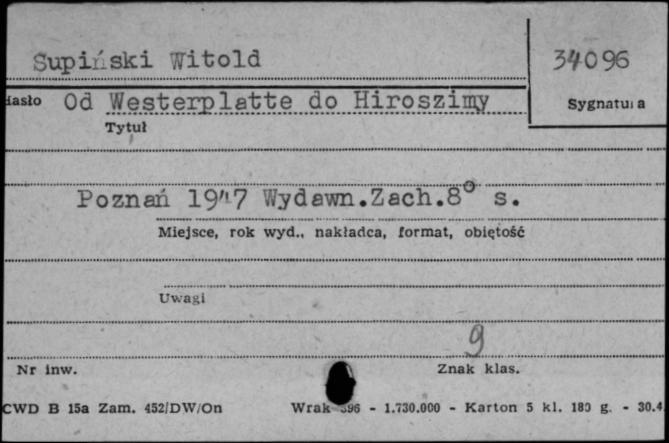 Supiński Witold
34096
Hasło Od Westerplatte do Hiroszimy
Sygnatura
Tytuł
Poznań 1947 Wydawn.Zach.8° s.
Miejsce, rok wyd., nakładca, format, objętość
Uwagi
9
Nr inw.
Znak klas.
CWD B 15a Zam. 452/DW/On
Wrak 396 - 1.730.000 - Karton 5 kl. 180 g. - 30.4